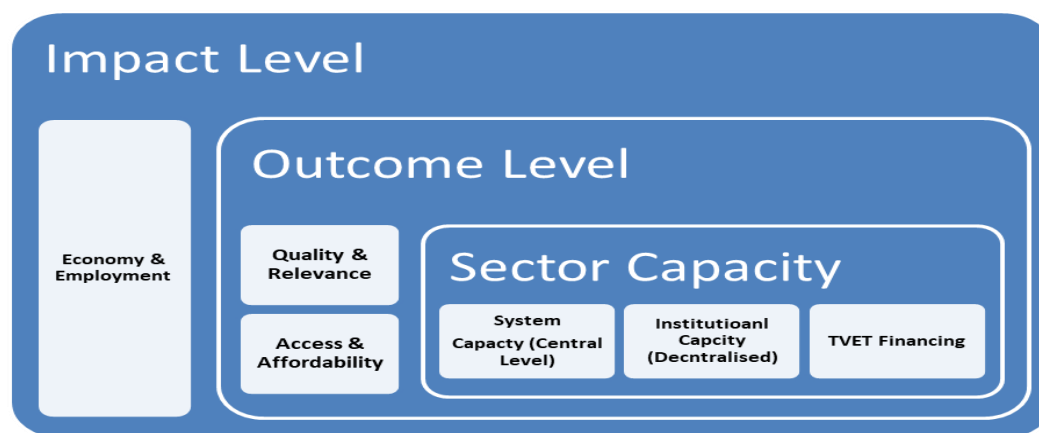 Impact Level
Economy &
Employment
Outcome Level
Quality &
Relevance
Access &
Affordability
Sector Capacity
System
Capacty (Central
Level)
Institutioanl
Capcity
(Decntralised)
TVET Financing